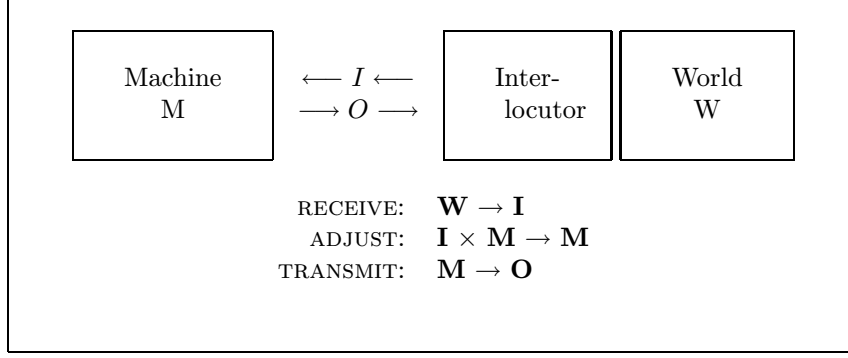 Machine ⟵ I ⟵ Inter- World
M ⟶ O ⟶ locutor W
RECEIVE: W → I
ADJUST: I × M → M
TRANSMIT: M → O